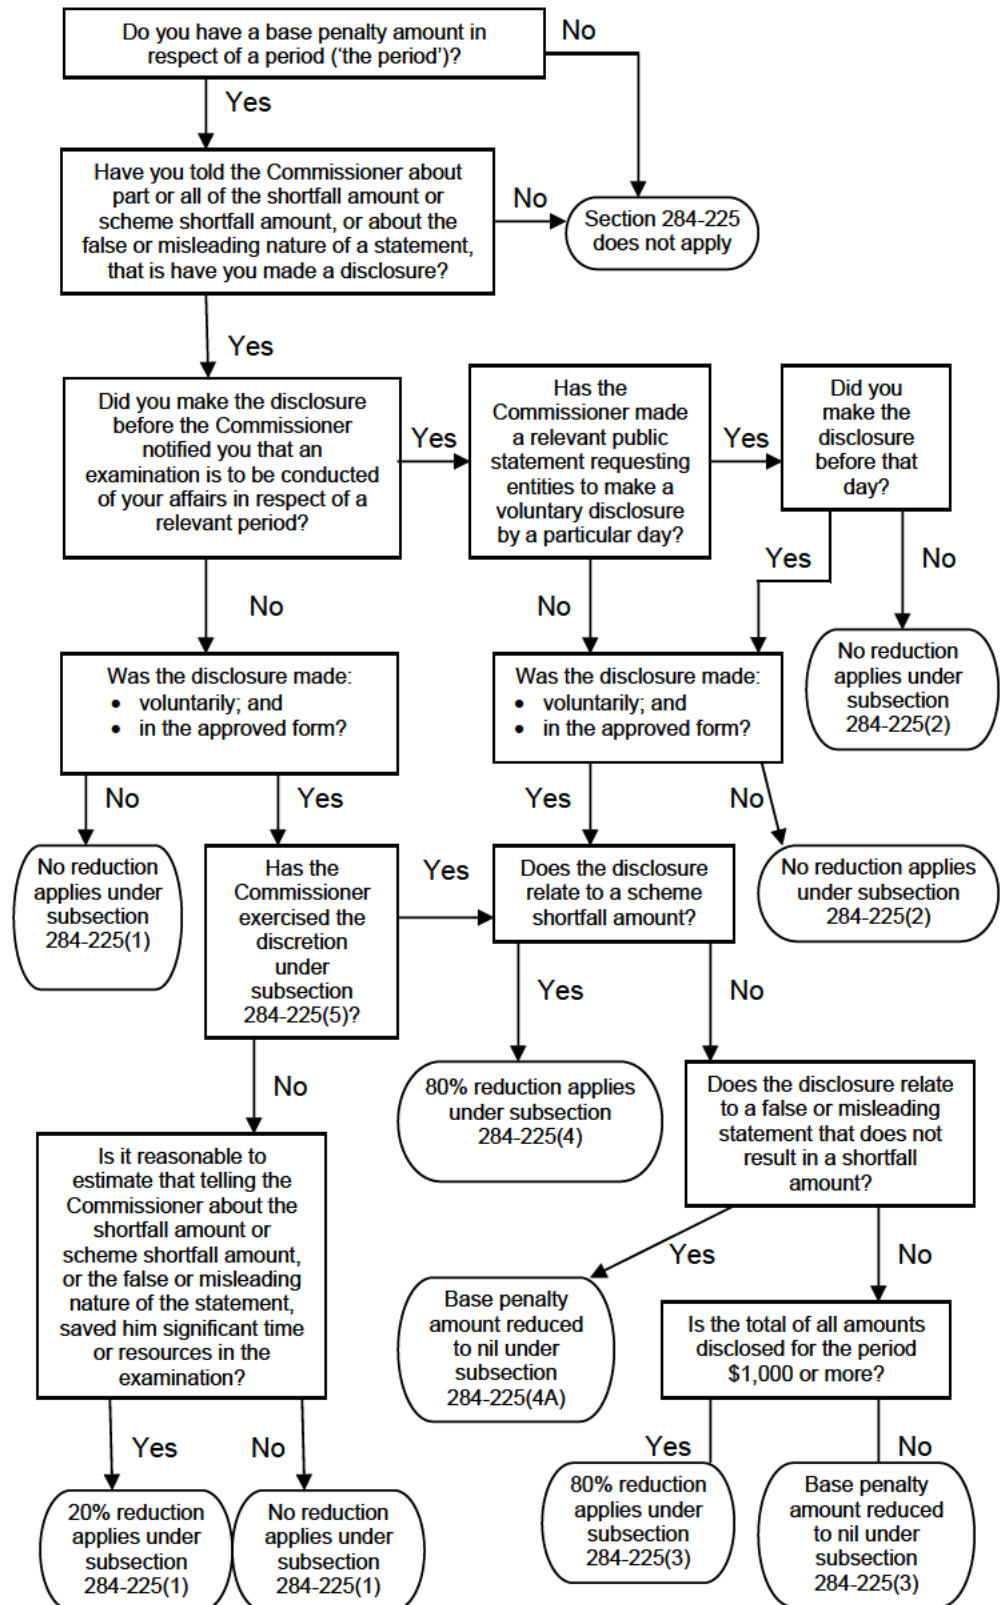 Do you have a base penalty amount in
respect of a period (‘the period’)?
No
Yes
Have you told the Commissioner about
part or all of the shortfall amount or
scheme shortfall amount, or about the
false or misleading nature of a statement,
that is have you made a disclosure?
No
Section 284-225
does not apply
Yes
Did you make the disclosure
before the Commissioner
notified you that an
examination is to be conducted
of your affairs in respect of a
relevant period?
Yes
Has the
Commissioner made
a relevant public
statement requesting
entities to make a
voluntary disclosure
by a particular day?
Yes
Did you
make the
disclosure
before that
day?
No
No
Yes
No
Was the disclosure made:
• voluntarily; and
• in the approved form?
Was the disclosure made:
• voluntarily; and
• in the approved form?
No reduction
applies under
subsection
284-225(2)
No
Yes
Yes
No
No reduction
applies under
subsection
284-225(1)
Has the
Commissioner
exercised the
discretion
under
subsection
284-225(5)?
Yes
Does the disclosure
relate to a scheme
shortfall amount?
No reduction applies
under subsection
284-225(2)
Yes
No
No
80% reduction applies
under subsection
284-225(4)
Does the disclosure relate
to a false or misleading
statement that does not
result in a shortfall
amount?
Is it reasonable to
estimate that telling the
Commissioner about the
shortfall amount or
scheme shortfall amount,
or the false or misleading
nature of the statement,
saved him significant time
or resources in the
examination?
Yes
No
Base penalty
amount reduced
to nil under
subsection
284-225(4A)
Is the total of all amounts
disclosed for the period
$1,000 or more?
Yes
No
Yes
No
20% reduction
applies under
subsection
284-225(1)
No reduction
applies under
subsection
284-225(1)
80% reduction
applies under
subsection
284-225(3)
Base penalty
amount reduced
to nil under
subsection
284-225(3)